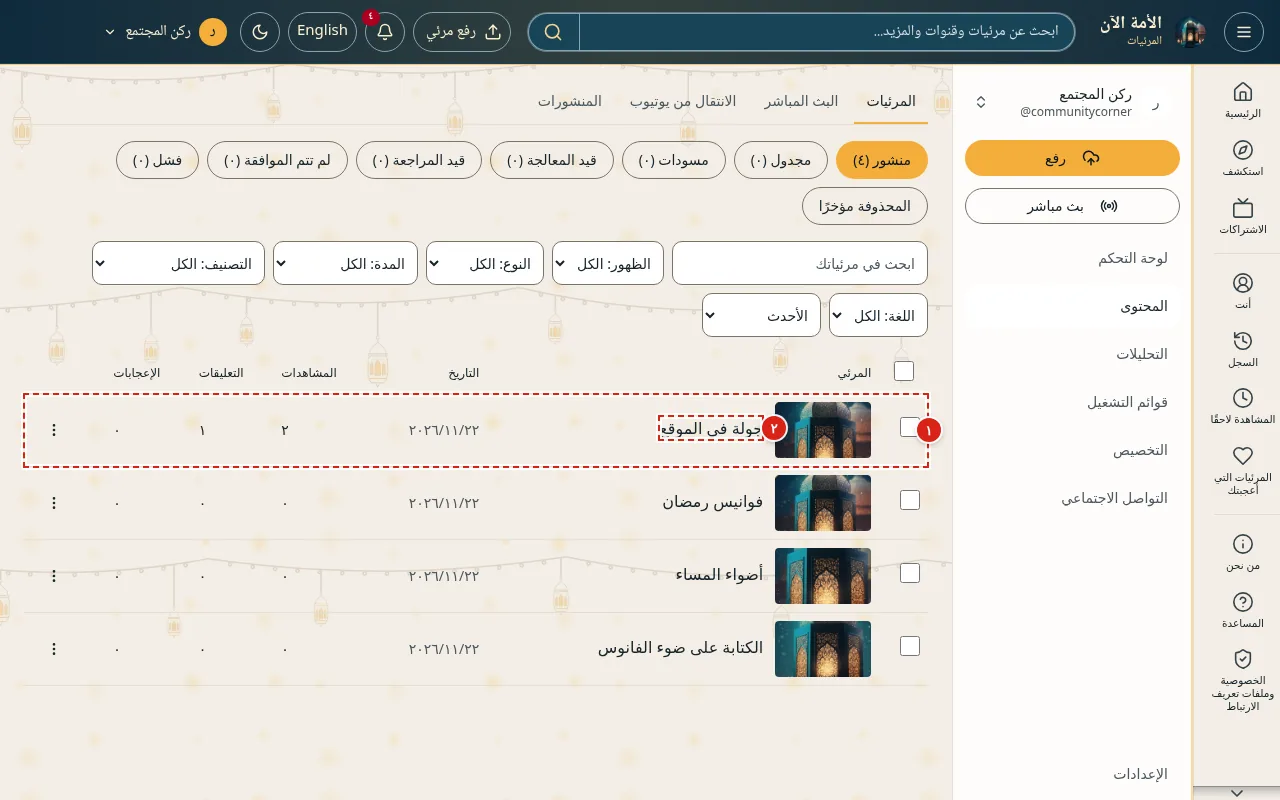 الأمة الآن
المرئيات
ابحث عن مرئيات وقنوات والمزيد...
رفع مرئي
٤
English
ر
ركن المجتمع
الرئيسية
استكشف
الاشتراكات
أنت
السجل
المشاهدة لاحقًا
المرئيات التي
أعجبتك
من نحن
المساعدة
الخصوصية
وملفات تعريف
الارتباط
ر
ركن المجتمع
@communitycorner
رفع
بث مباشر
لوحة التحكم
المحتوى
التحليلات
قوائم التشغيل
التخصيص
التواصل الاجتماعي
الإعدادات
المرئيات
البث المباشر
الانتقال من يوتيوب
المنشورات
منشور (٤)
مجدول (٠)
مسودات (٠)
قيد المعالجة (٠)
قيد المراجعة (٠)
لم تتم الموافقة (٠)
فشل (٠)
المحذوفة مؤخرًا
ابحث في مرئياتك
الظهور: الكل
النوع: الكل
المدة: الكل
التصنيف: الكل
اللغة: الكل
الأحدث
المرئي
التاريخ
المشاهدات
التعليقات
الإعجابات
١
٢
جولة في الموقع
٢٠٢٦/١١/٢٢
٢
١
٠
فوانيس رمضان
٢٠٢٦/١١/٢٢
٠
٠
٠
أضواء المساء
٢٠٢٦/١١/٢٢
٠
٠
٠
الكتابة على ضوء الفانوس
٢٠٢٦/١١/٢٢
٠
٠
٠